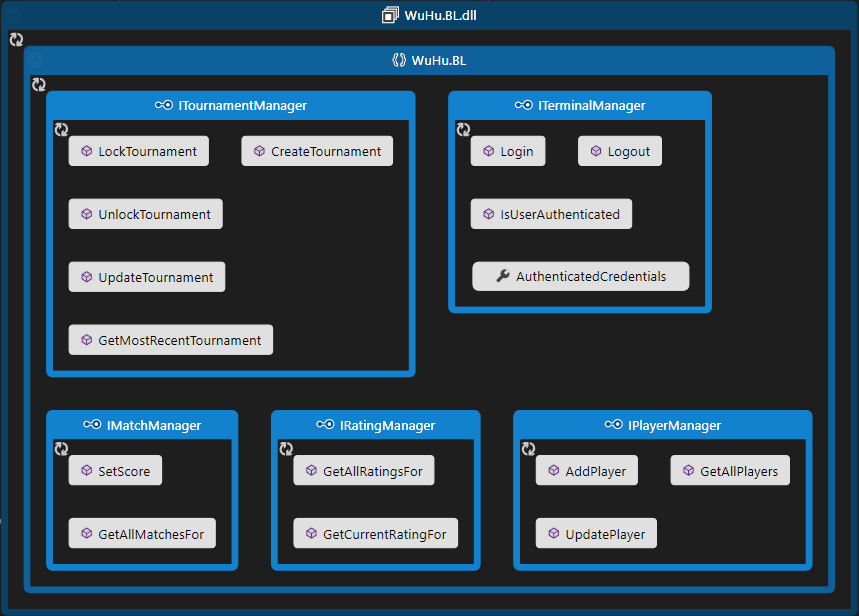 WuHu.BL.dll
WuHu.BL
ITournamentManager
LockTournament
CreateTournament
UnlockTournament
UpdateTournament
GetMostRecentTournament
ITerminalManager
Login
Logout
IsUserAuthenticated
AuthenticatedCredentials
IMatchManager
SetScore
GetAllMatchesFor
IRatingManager
GetAllRatingsFor
GetCurrentRatingFor
IPlayerManager
AddPlayer
GetAllPlayers
UpdatePlayer